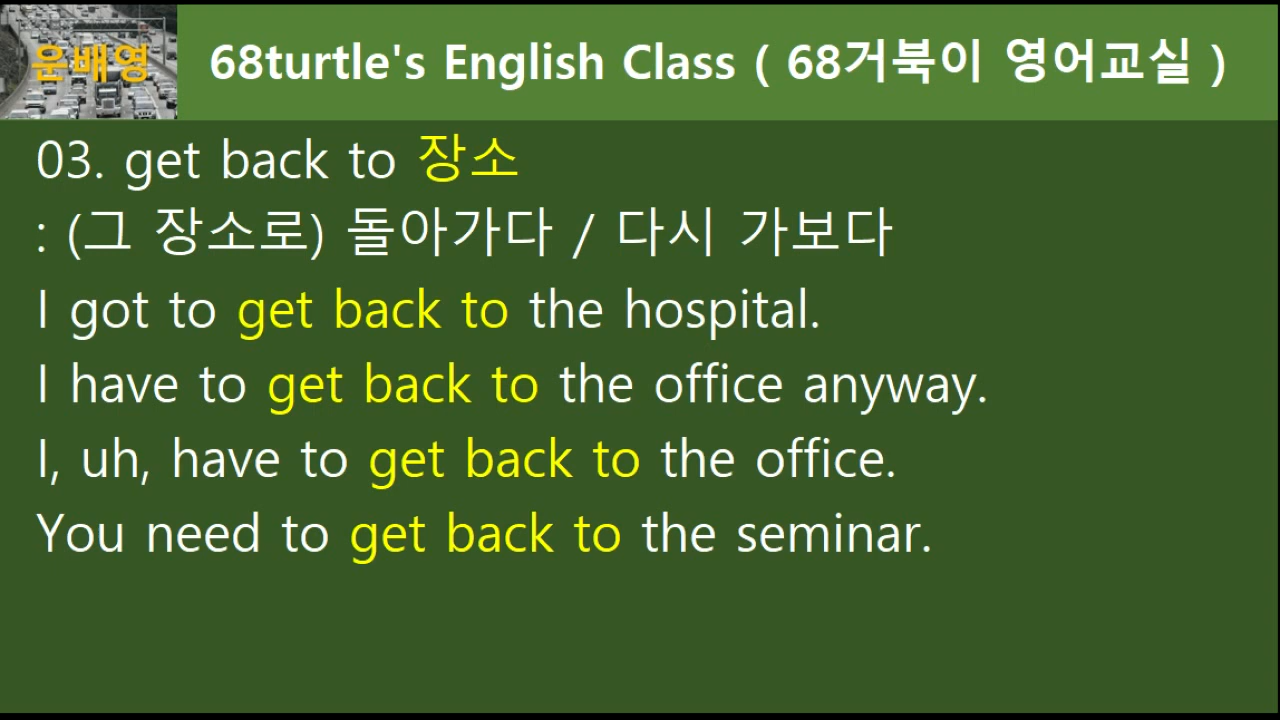 운배영
68turtle's English Class ( 68거북이 영어교실 )
03. get back to 장소
: (그 장소로) 돌아가다 / 다시 가보다
I got to get back to the hospital.
I have to get back to the office anyway.
I, uh, have to get back to the office.
You need to get back to the seminar.